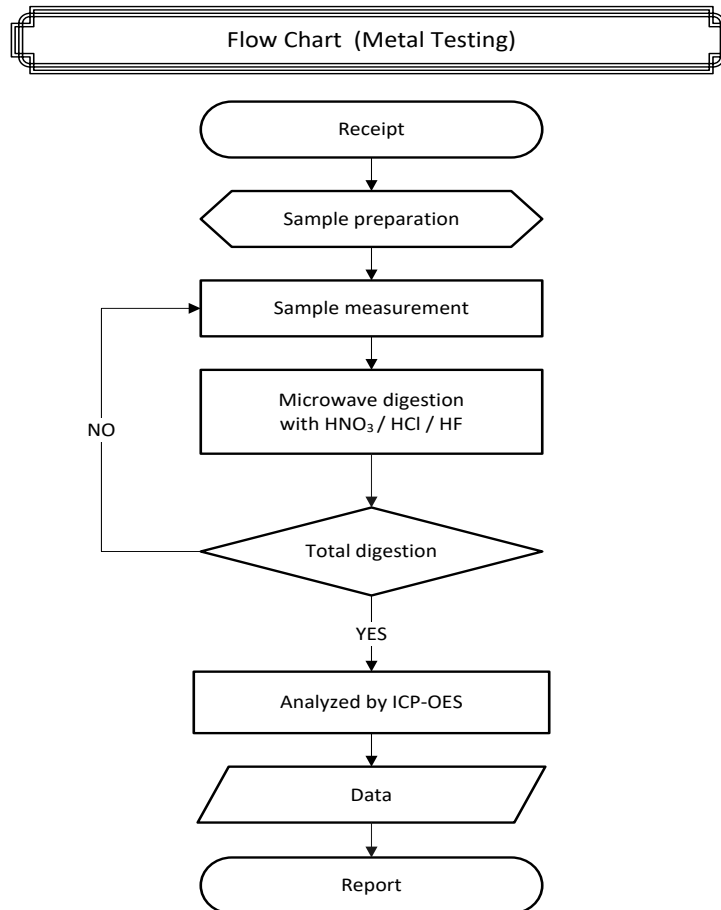 Flow Chart (Metal Testing)
Receipt
Sample preparation
Sample measurement
Microwave digestion
with HNO₃ / HCl / HF
NO
Total digestion
YES
Analyzed by ICP-OES
Data
Report